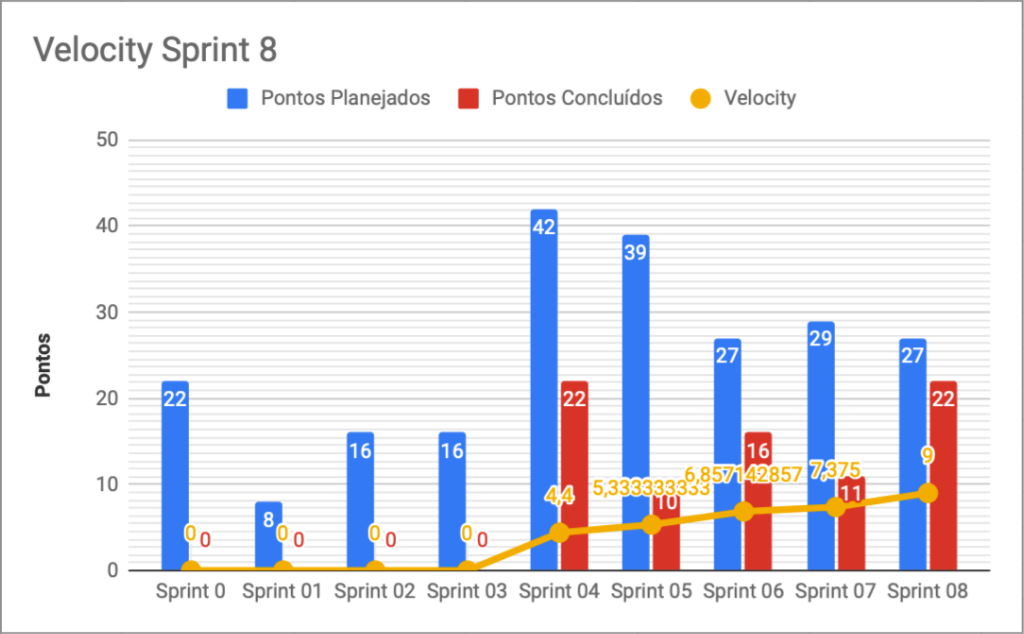 Velocity Sprint 8
Pontos Planejados Pontos Concluídos Velocity
Pontos
50
40
30
20
10
0
22 8 16 16 42 39 27 29 27
0 0 0 0 22 10 16 11 22
0 0 0 0 4,4 5,333333333 6,857142857 7,375 9
Sprint 0 Sprint 01 Sprint 02 Sprint 03 Sprint 04 Sprint 05 Sprint 06 Sprint 07 Sprint 08